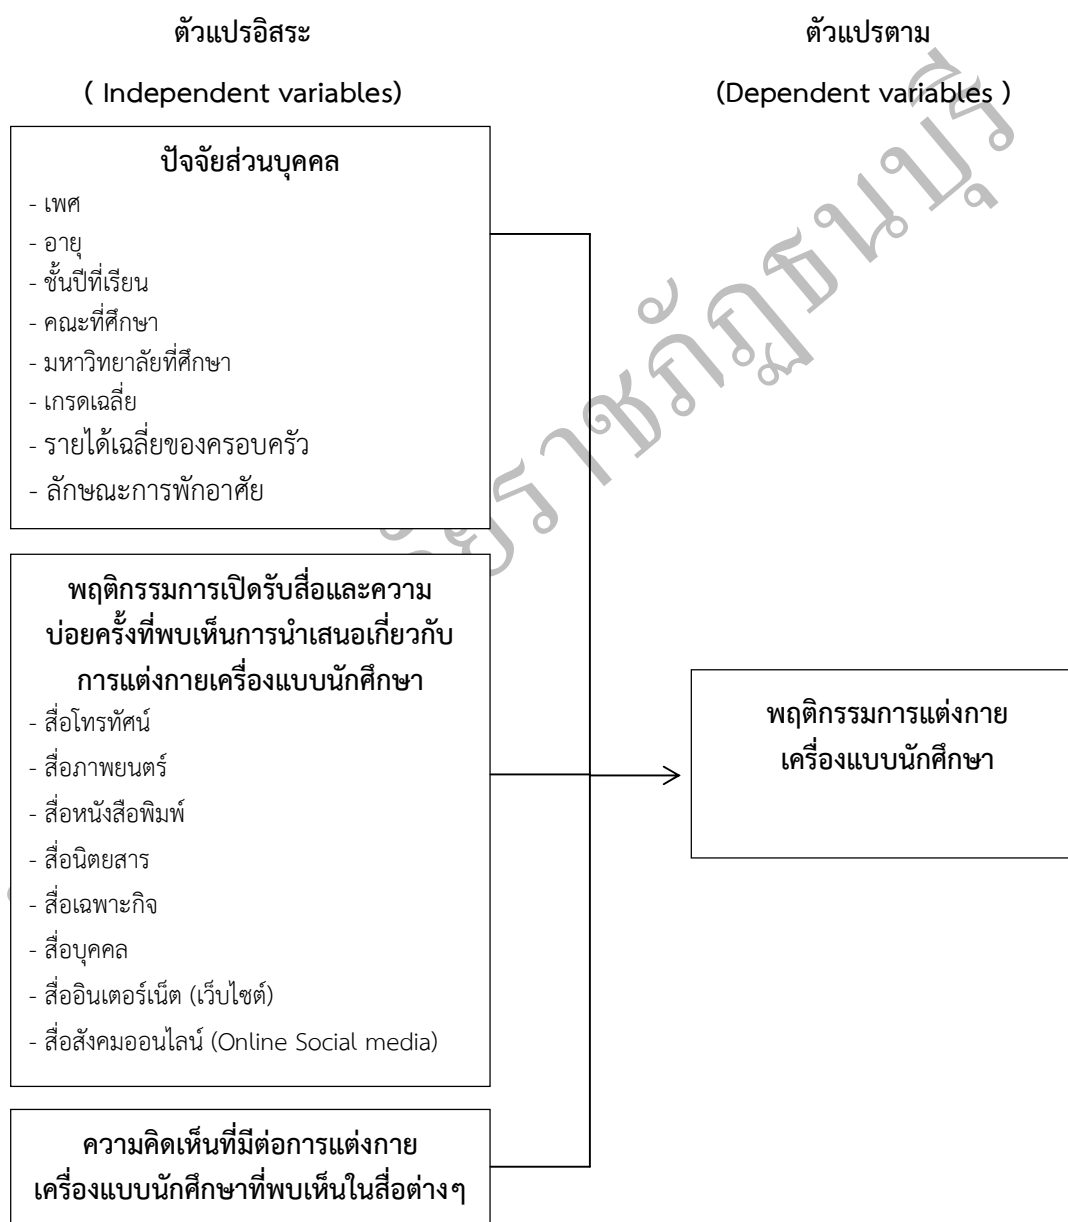 ตัวแปรอิสระ
( Independent variables)
ตัวแปรตาม
(Dependent variables )
ปัจจัยส่วนบุคคล
- เพศ
- อายุ
- ชั้นปีที่เรียน
- คณะที่ศึกษา
- มหาวิทยาลัยที่ศึกษา
- เกรดเฉลี่ย
- รายได้เฉลี่ยของครอบครัว
- ลักษณะการพักอาศัย
พฤติกรรมการเปิดรับสื่อและความ
บ่อยครั้งที่พบเห็นการนำเสนอเกี่ยวกับ
การแต่งกายเครื่องแบบนักศึกษา
- สื่อโทรทัศน์
- สื่อภาพยนตร์
- สื่อหนังสือพิมพ์
- สื่อนิตยสาร
- สื่อเฉพาะกิจ
- สื่อบุคคล
- สื่ออินเตอร์เน็ต (เว็บไซต์)
- สื่อสังคมออนไลน์ (Online Social media)
ความคิดเห็นที่มีต่อการแต่งกาย
เครื่องแบบนักศึกษาที่พบเห็นในสื่อต่างๆ
พฤติกรรมการแต่งกาย
เครื่องแบบนักศึกษา
ราชภัฏธนบุรี